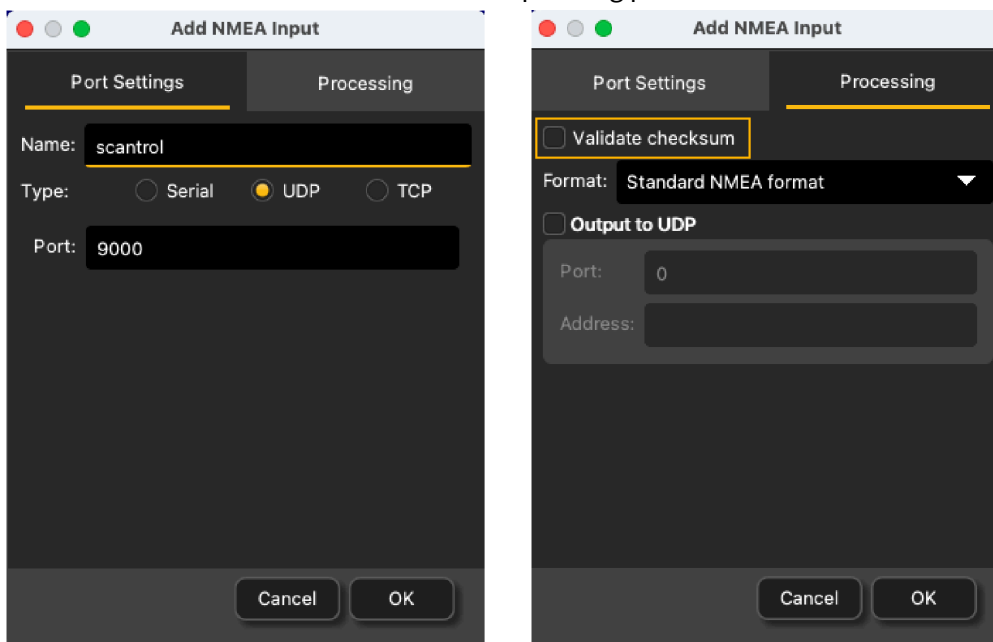 Add NMEA Input
Port Settings Processing
Name: scantrol
Type: Serial UDP TCP
Port: 9000
Cancel OK
Add NMEA Input
Port Settings Processing
Validate checksum
Format: Standard NMEA format
Output to UDP
Port: 0
Address:
Cancel OK